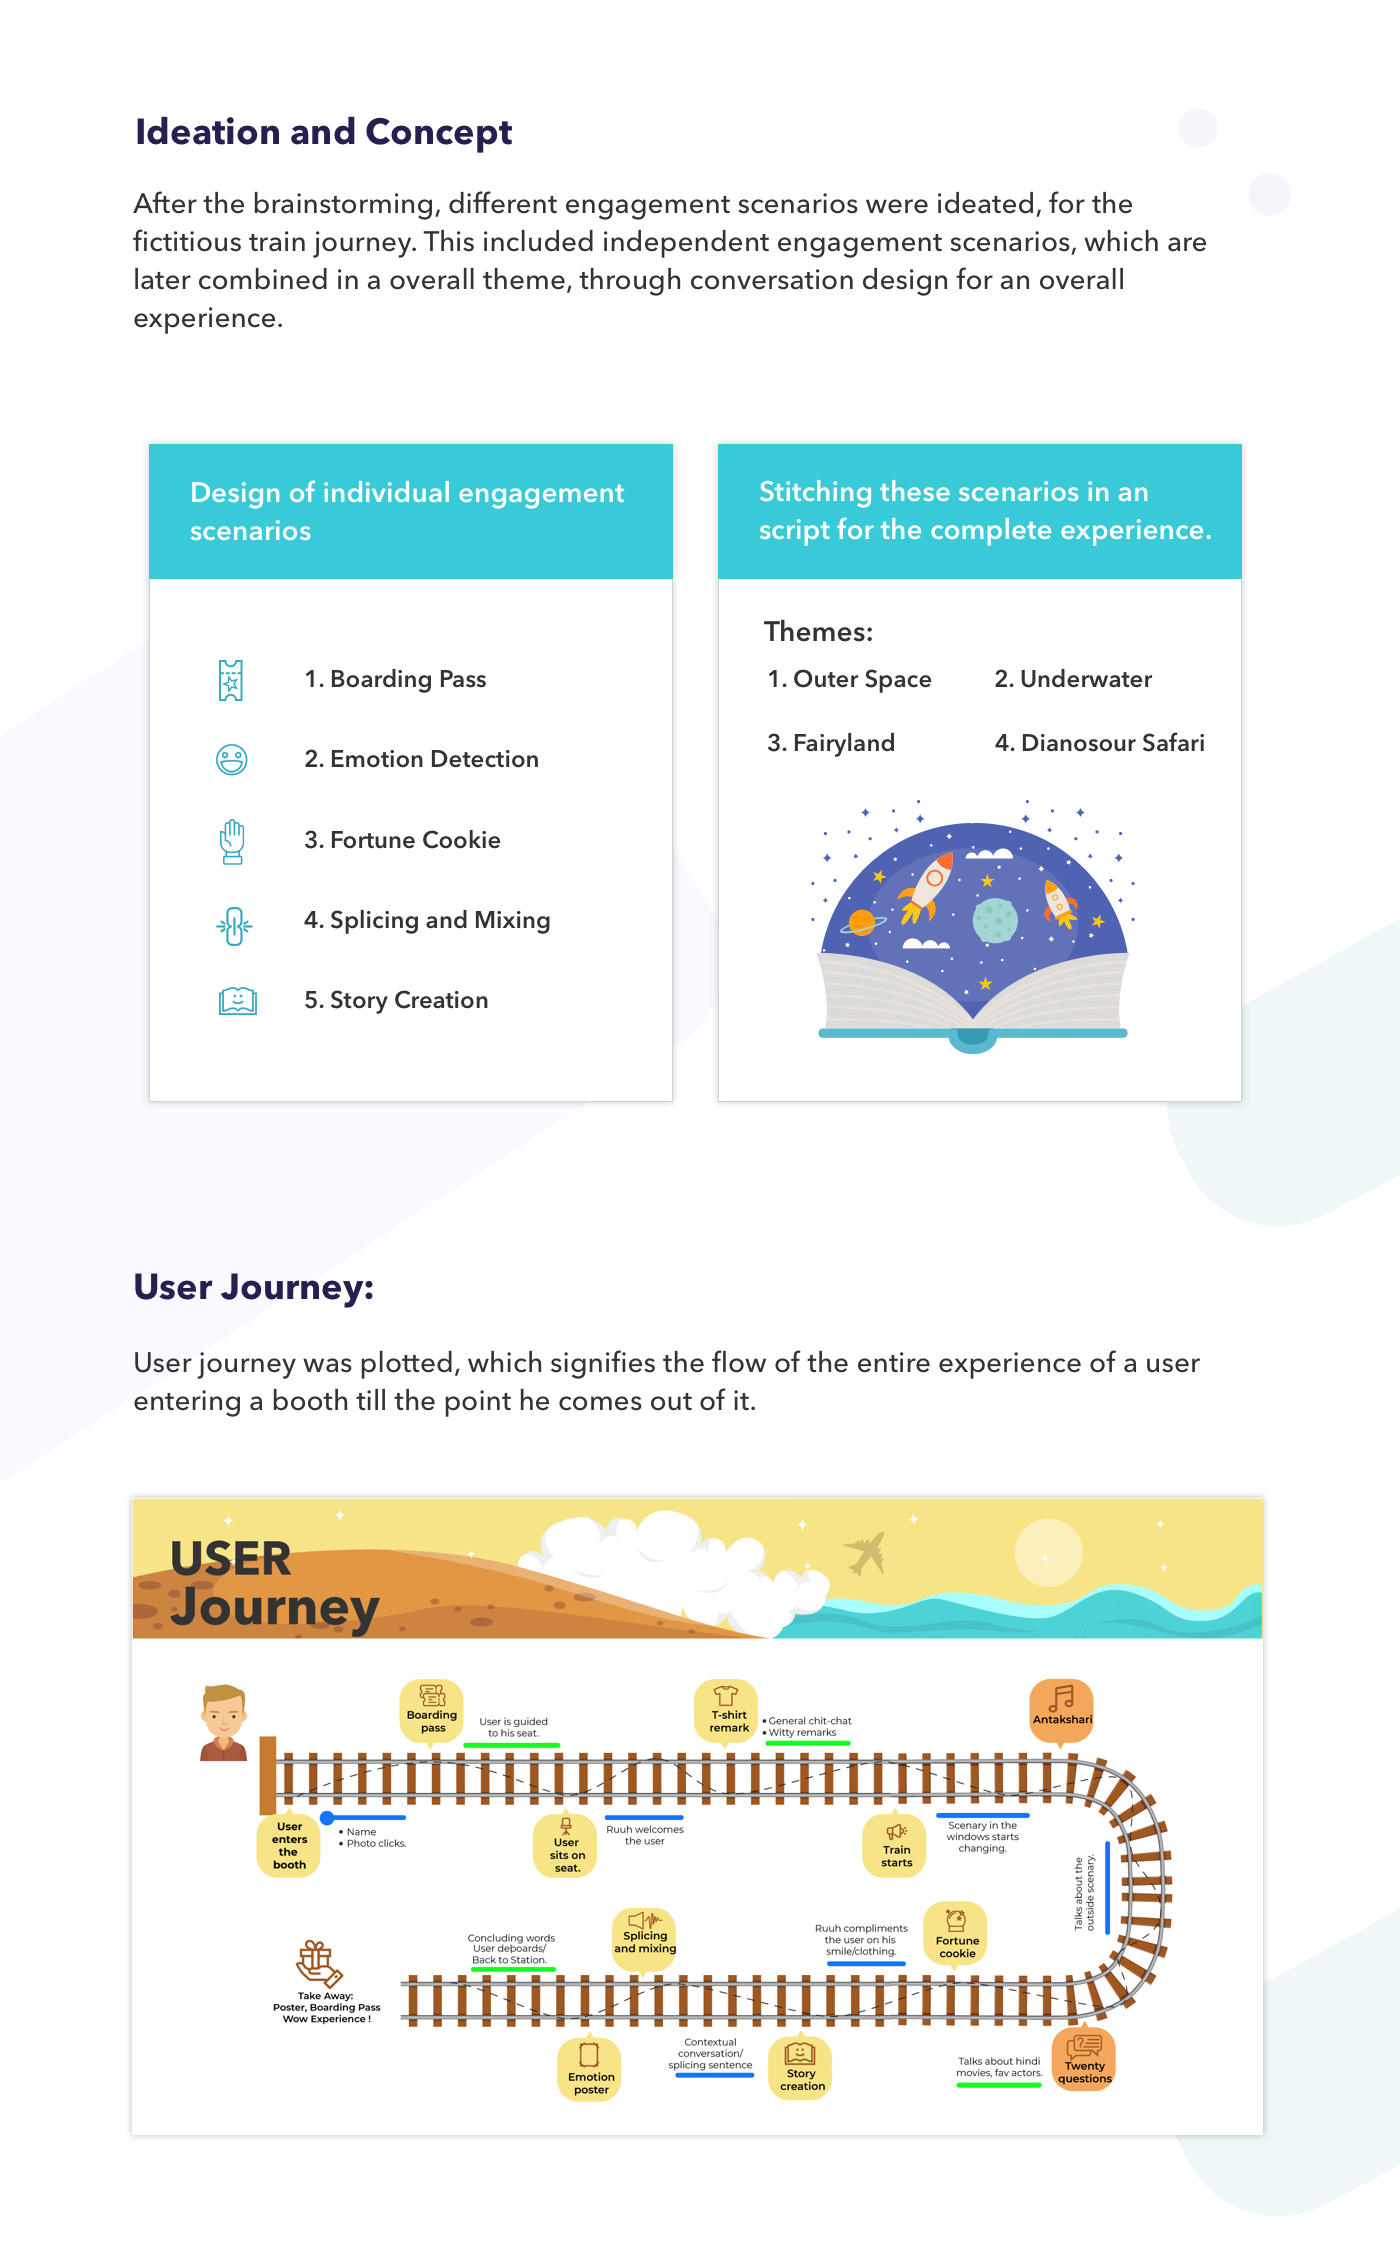 Ideation and Concept
After the brainstorming, different engagement scenarios were ideated, for the
fictitious train journey. This included independent engagement scenarios, which are
later combined in a overall theme, through conversation design for an overall
experience.
Design of individual engagement
scenarios
1. Boarding Pass
2. Emotion Detection
3. Fortune Cookie
4. Splicing and Mixing
5. Story Creation
Stitching these scenarios in an
script for the complete experience.
Themes:
1. Outer Space
2. Underwater
3. Fairyland
4. Dianosour Safari
User Journey:
User journey was plotted, which signifies the flow of the entire experience of a user
entering a booth till the point he comes out of it.
USER
Journey
User
enters
the
booth
• Name
• Photo clicks.
Boarding
pass
User is guided
to his seat.
User
sits on
seat.
Ruuh welcomes
the user
T-shirt
remark
• General chit-chat
• Witty remarks
Train
starts
Scenary in the
windows starts
changing.
Antakshari
Talks about the
outside scenary.
Twenty
questions
Talks about hindi
movies, fav actors.
Fortune
cookie
Ruuh compliments
the user on his
smile/clothing.
Story
creation
Contextual
conversation/
splicing sentence
Splicing
and mixing
Emotion
poster
Concluding words
User deboards/
Back to Station.
Take Away:
Poster, Boarding Pass
Wow Experience !